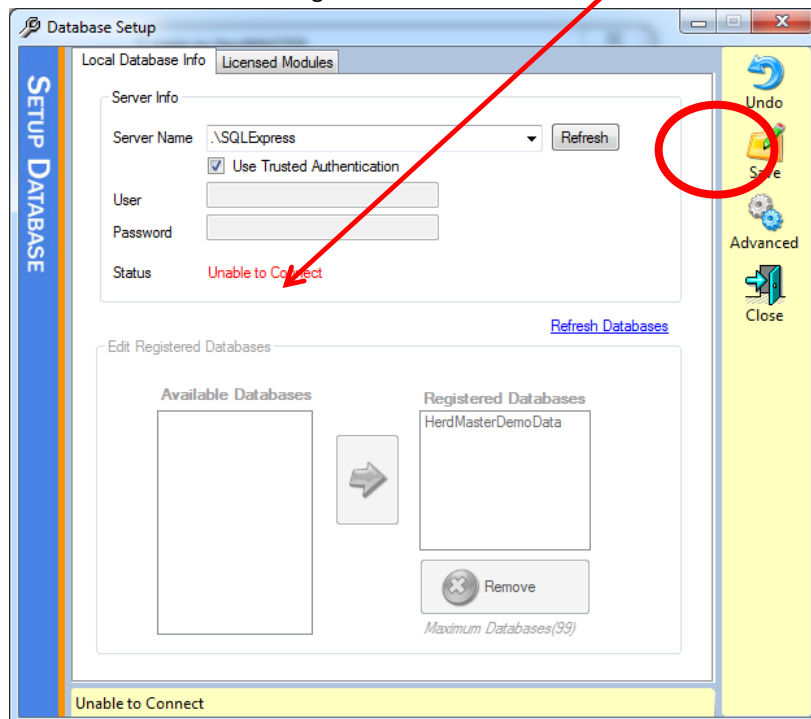 Database Setup
Local Database Info Licensed Modules
SETUP DATABASE
Server Info
Server Name .\SQLExpress Refresh
Use Trusted Authentication
User
Password
Status Unable to Connect
Refresh Databases
Edit Registered Databases
Available Databases Registered Databases
HerdMasterDemoData
Remove
Maximum Databases(99)
Unable to Connect
Undo
Save
Advanced
Close